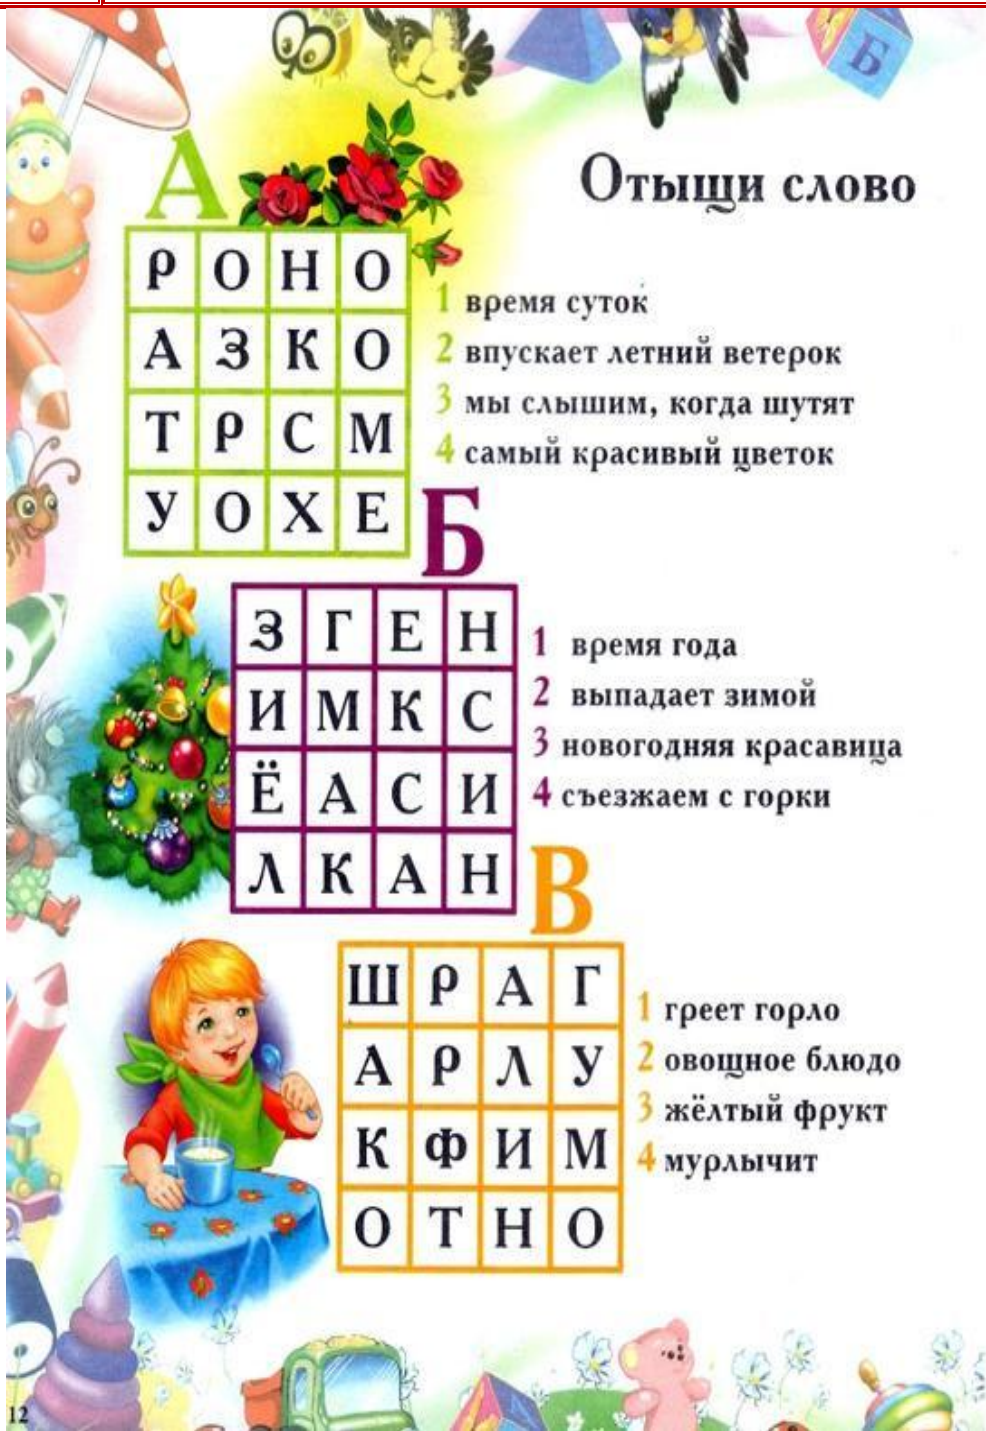 Б
Отыщи слово
А
Р О Н О
А З К О
Т Р С М
У О Х Е
1 время суток
2 впускает летний ветерок
3 мы слышим, когда шутят
4 самый красивый цветок
Б
З Г Е Н
И М К С
Ё А С И
Л К А Н
1 время года
2 выпадает зимой
3 новогодняя красавица
4 съезжаем с горки
В
Ш Р А Г
А Р Л У
К Ф И М
О Т Н О
1 греет горло
2 овощное блюдо
3 жёлтый фрукт
4 мурлычит
12